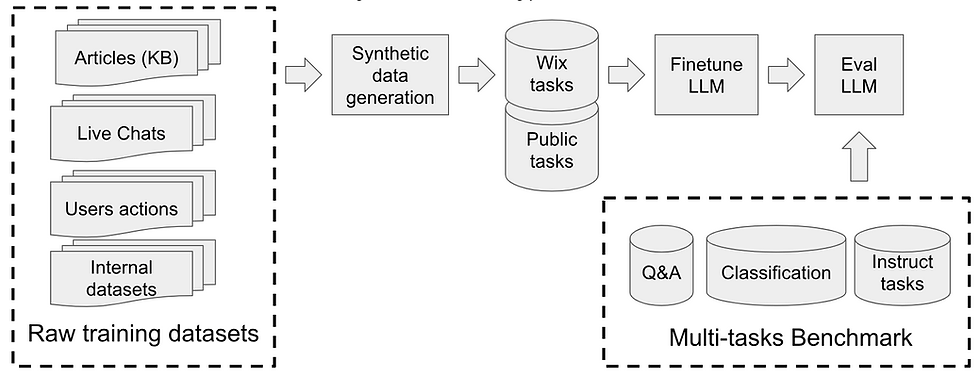 Articles (KB)
Live Chats
Users actions
Internal
datasets
Raw training datasets
Synthetic
data
generation
Wix
tasks
Public
tasks
Finetune
LLM
Eval
LLM
Q&A
Classification
Instruct
tasks
Multi-tasks Benchmark